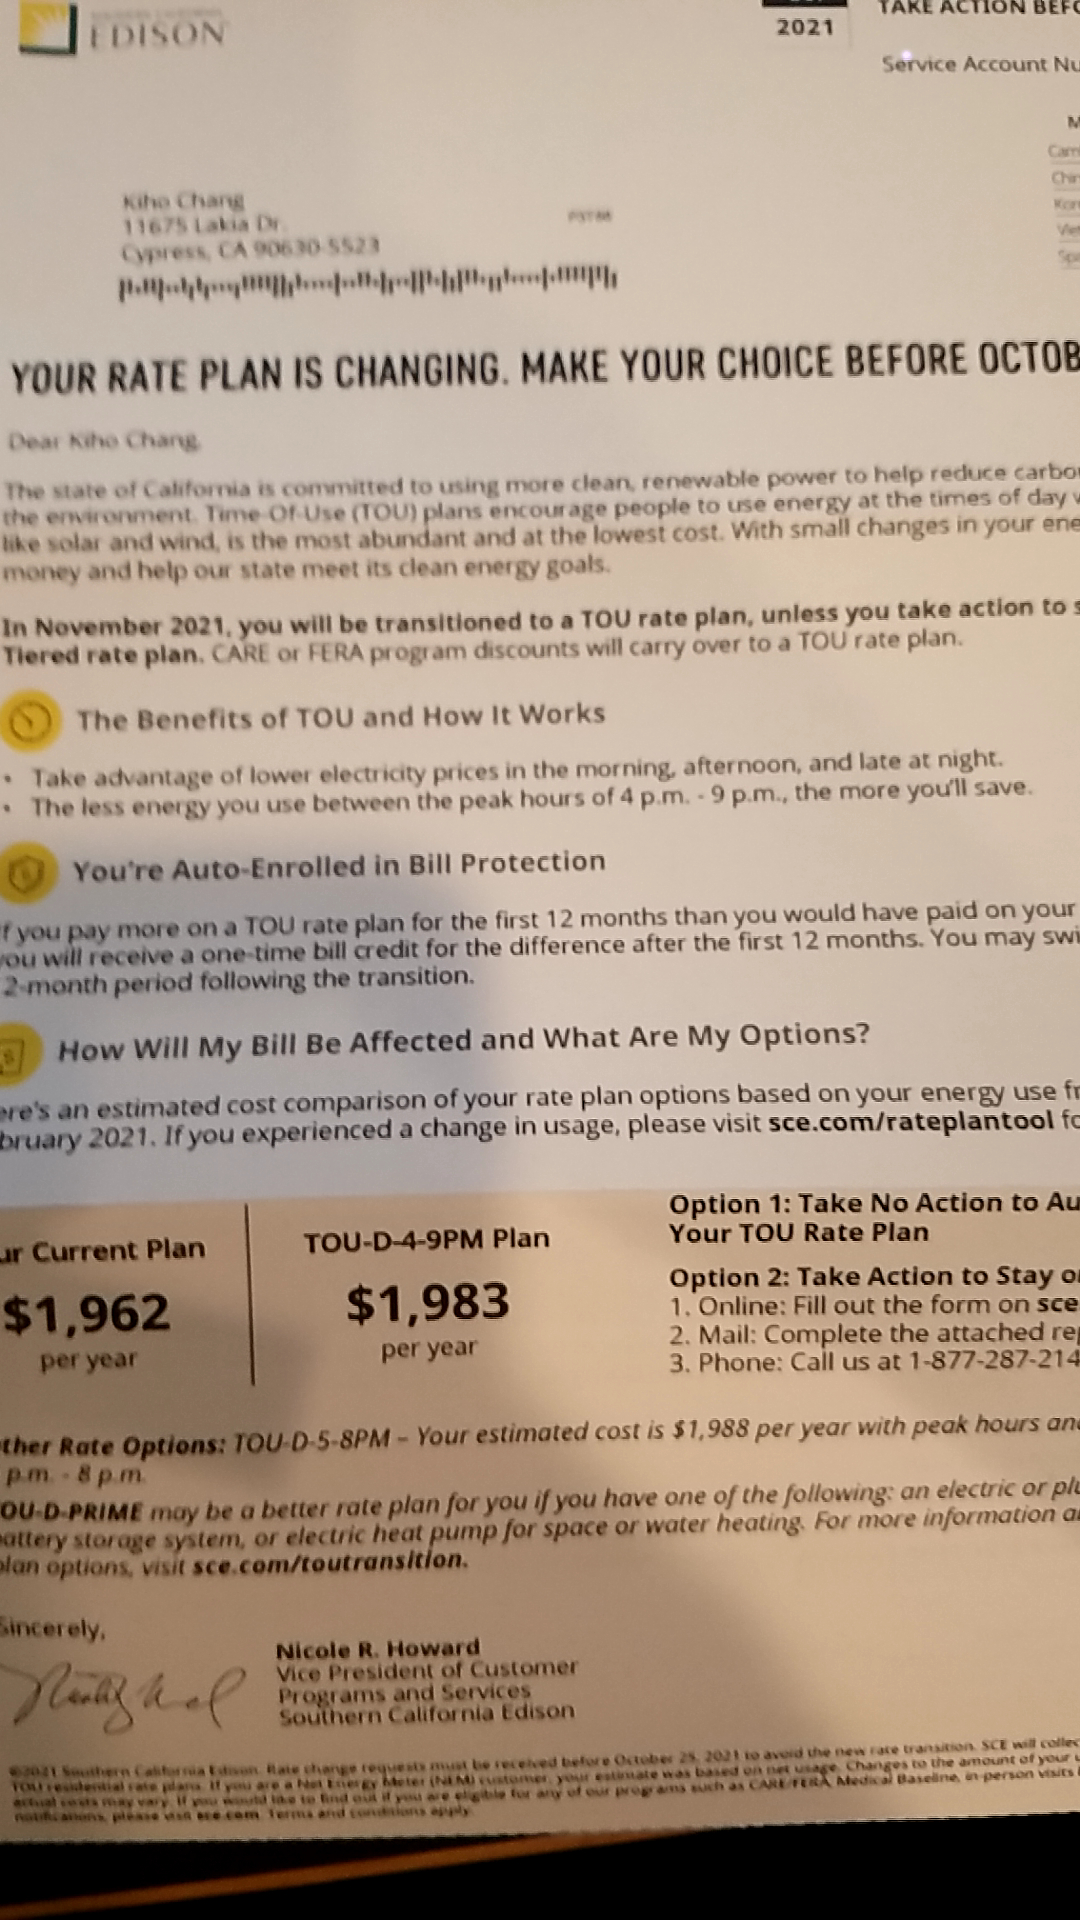 EDISON
2021
TAKE ACTION BEFO
Service Account Nu
M
Cam
Chin
Kor
Vie
Spa
Kiho Chang
11675 Lakia Dr.
Cypress, CA 90630-5523
YOUR RATE PLAN IS CHANGING. MAKE YOUR CHOICE BEFORE OCTOB
Dear Kiho Chang,
The state of California is committed to using more clean, renewable power to help reduce carbo
the environment. Time-Of-Use (TOU) plans encourage people to use energy at the times of day w
like solar and wind, is the most abundant and at the lowest cost. With small changes in your ene
money and help our state meet its clean energy goals.
In November 2021, you will be transitioned to a TOU rate plan, unless you take action to s
Tiered rate plan. CARE or FERA program discounts will carry over to a TOU rate plan.
The Benefits of TOU and How It Works
• Take advantage of lower electricity prices in the morning, afternoon, and late at night.
• The less energy you use between the peak hours of 4 p.m. - 9 p.m., the more you'll save.
You're Auto-Enrolled in Bill Protection
f you pay more on a TOU rate plan for the first 12 months than you would have paid on your
you will receive a one-time bill credit for the difference after the first 12 months. You may swi
2-month period following the transition.
How Will My Bill Be Affected and What Are My Options?
ere's an estimated cost comparison of your rate plan options based on your energy use fr
bruary 2021. If you experienced a change in usage, please visit sce.com/rateplantool fo
ur Current Plan
$1,962
per year
TOU-D-4-9PM Plan
$1,983
per year
Option 1: Take No Action to Au
Your TOU Rate Plan
Option 2: Take Action to Stay o
1. Online: Fill out the form on sce
2. Mail: Complete the attached rep
3. Phone: Call us at 1-877-287-214
ther Rate Options: TOU-D-5-8PM – Your estimated cost is $1,988 per year with peak hours and
p.m. - 8 p.m.
OU-D-PRIME may be a better rate plan for you if you have one of the following: an electric or plu
attery storage system, or electric heat pump for space or water heating. For more information a
plan options, visit sce.com/toutransition.
Sincerely,
Nicole R. Howard
Vice President of Customer
Programs and Services
Southern California Edison
©2021 Southern California Edison. Rate change requests must be received before October 25, 2021 to avoid the new rate transition. SCE will collec
TOU residential rate plans. If you are a Net Energy Meter (NEM) customer, your estimate was based on net usage. Changes to the amount of your u
actual costs may vary. If you would like to find out if you are eligible for any of our programs such as CARE/FERA, Medical Baseline, in-person visits
notifications, please visit sce.com. Terms and conditions apply.